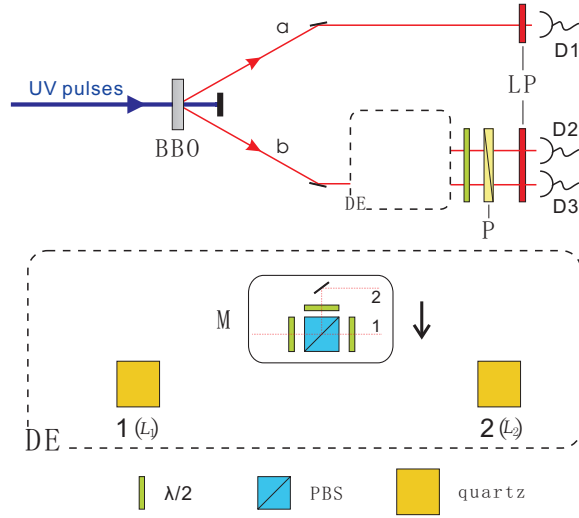 a
D1
UV pulses
LP
BBO
b
D2
DE
D3
P
M
2
1
1 (L₁)
2 (L₂)
DE
λ/2
PBS
quartz